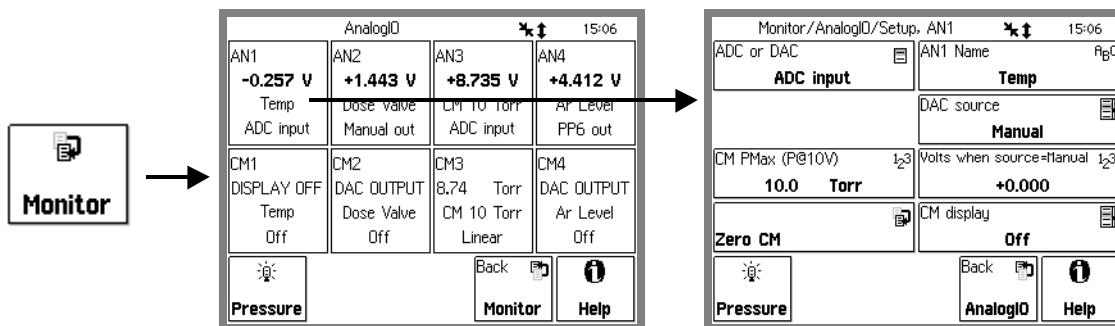 Monitor
AnalogIO 15:06
AN1 AN2 AN3 AN4
-0.257 V +1.443 V +8.735 V +4.412 V
Temp Dose Valve CM 10 Torr Ar Level
ADC input Manual out ADC input PP6 out
CM1 CM2 CM3 CM4
DISPLAY OFF DAC OUTPUT 8.74 Torr DAC OUTPUT
Temp Dose Valve CM 10 Torr Ar Level
Off Off Linear Off
Back
Pressure Monitor Help
Monitor/AnalogIO/Setup, AN1 15:06
ADC or DAC AN1 Name ABC
ADC input Temp
DAC source
Manual
CM PMax (P@10V) 123 Volts when source=Manual 123
10.0 Torr +0.000
CM display
Zero CM Off
Back
Pressure AnalogIO Help